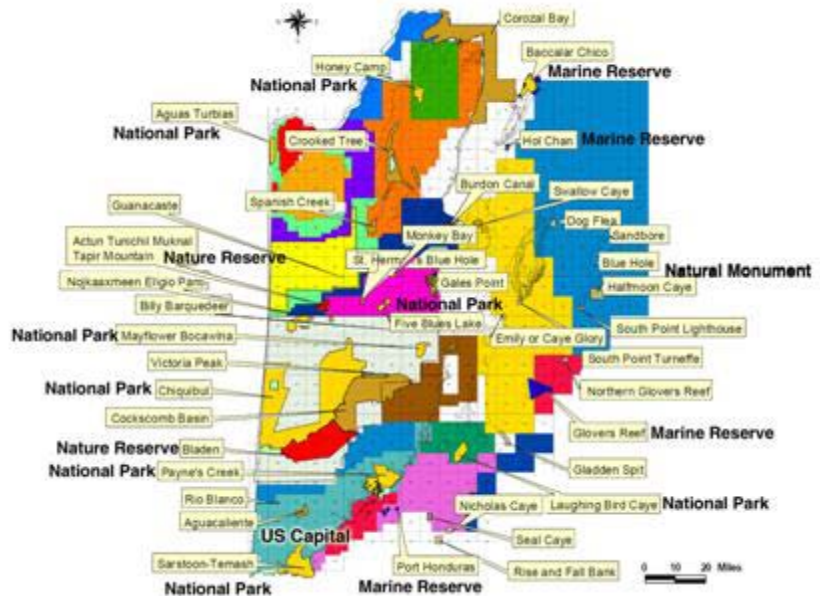 Corozal Bay
Baccalar Chico
Marine Reserve
Honey Camp
National Park
Aguas Turbias
National Park
Crooked Tree
Hol Chan Marine Reserve
Burdon Canal
Swallow Caye
Guanacaste
Spanish Creek
Dog Flea
Sandbore
Monkey Bay
Actun Tunichil Muknal
Tapir Mountain
Nature Reserve
St. Herman's Blue Hole
Blue Hole
Natural Monument
Nojkaaxmeen Eligio Panti
Gales Point
Halfmoon Caye
Billy Barquedeer
National Park
Five Blues Lake
South Point Lighthouse
National Park Mayflower Bocawina
Emily or Caye Glory
Victoria Peak
South Point Turneffe
National Park Chiquibul
Northern Glovers Reef
Cockscomb Basin
Glovers Reef Marine Reserve
Nature Reserve Bladen
Gladden Spit
National Park Payne's Creek
Rio Blanco
Nicholas Caye
Laughing Bird Caye National Park
Aguacaliente
US Capital
Seal Caye
Sarstoon-Temash
Port Honduras
Rise and Fall Bank
National Park
Marine Reserve
0 10 20 Miles